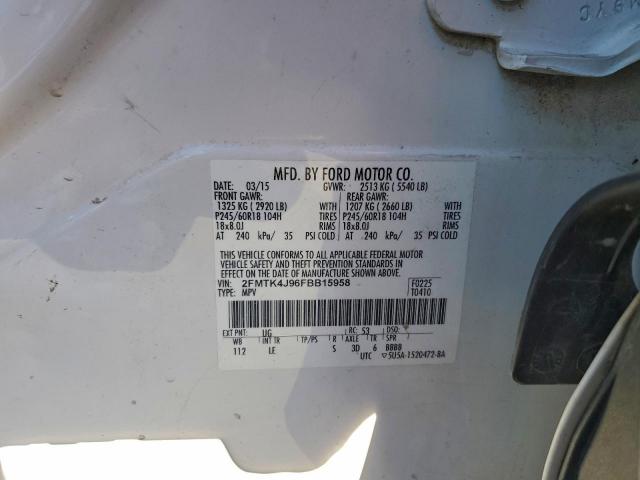 MFD. BY FORD MOTOR CO.
DATE: 03/15 GVWR: 2513 KG ( 5540 LB)
FRONT GAWR: REAR GAWR:
1325 KG ( 2920 LB) WITH 1207 KG ( 2660 LB) WITH
P245/60R18 104H TIRES P245/60R18 104H TIRES
18x8.0J RIMS 18x8.0J RIMS
AT 240 kPa/ 35 PSI COLD AT 240 kPa/ 35 PSI COLD
THIS VEHICLE CONFORMS TO ALL APPLICABLE FEDERAL MOTOR
VEHICLE SAFETY AND BUMPER AND THEFT PREVENTION
STANDARDS IN EFFECT ON THE DATE OF MANUFACTURE SHOWN
ABOVE.
VIN: 2FMTK4J96FBB15958 F0225
TYPE: MPV T0410
EXT PNT: UG RC: 53 DSO:
WB INT TR TP/PS R AXLE TR SPR
112 LE S 3D 6 BBBB
UTC ▽5U5A-1520472-BA